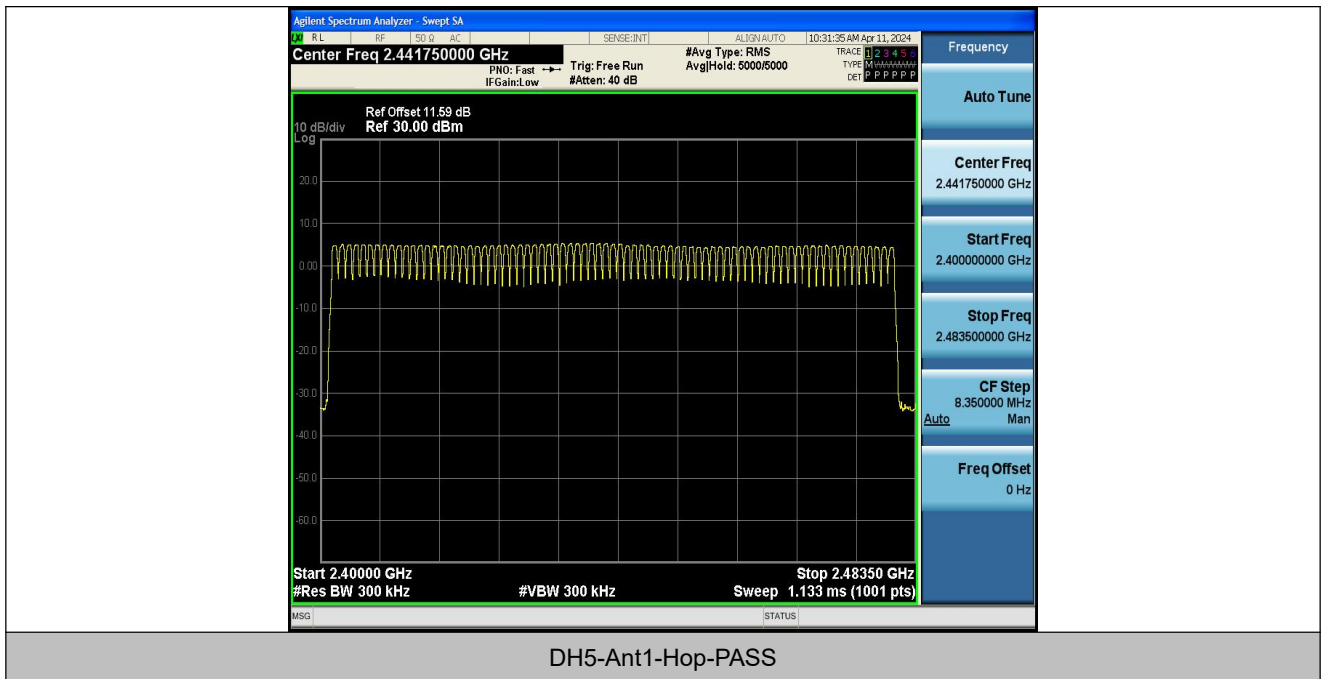 Agilent Spectrum Analyzer - Swept SA
LXI RL RF 50 Ω AC SENSE:INT ALIGN AUTO 10:31:35 AM Apr 11, 2024
Center Freq 2.441750000 GHz
PNO: Fast
IFGain:Low
Trig: Free Run
#Atten: 40 dB
#Avg Type: RMS
Avg|Hold: 5000/5000
TRACE 1 2 3 4 5 6
TYPE M
DET P P P P P P
Ref Offset 11.59 dB
10 dB/div Ref 30.00 dBm
Log
20.0
10.0
0.00
-10.0
-20.0
-30.0
-40.0
-50.0
-60.0
Start 2.40000 GHz Stop 2.48350 GHz
#Res BW 300 kHz #VBW 300 kHz Sweep 1.133 ms (1001 pts)
MSG STATUS
Frequency
Auto Tune
Center Freq
2.441750000 GHz
Start Freq
2.400000000 GHz
Stop Freq
2.483500000 GHz
CF Step
8.350000 MHz
Auto Man
Freq Offset
0 Hz
DH5-Ant1-Hop-PASS